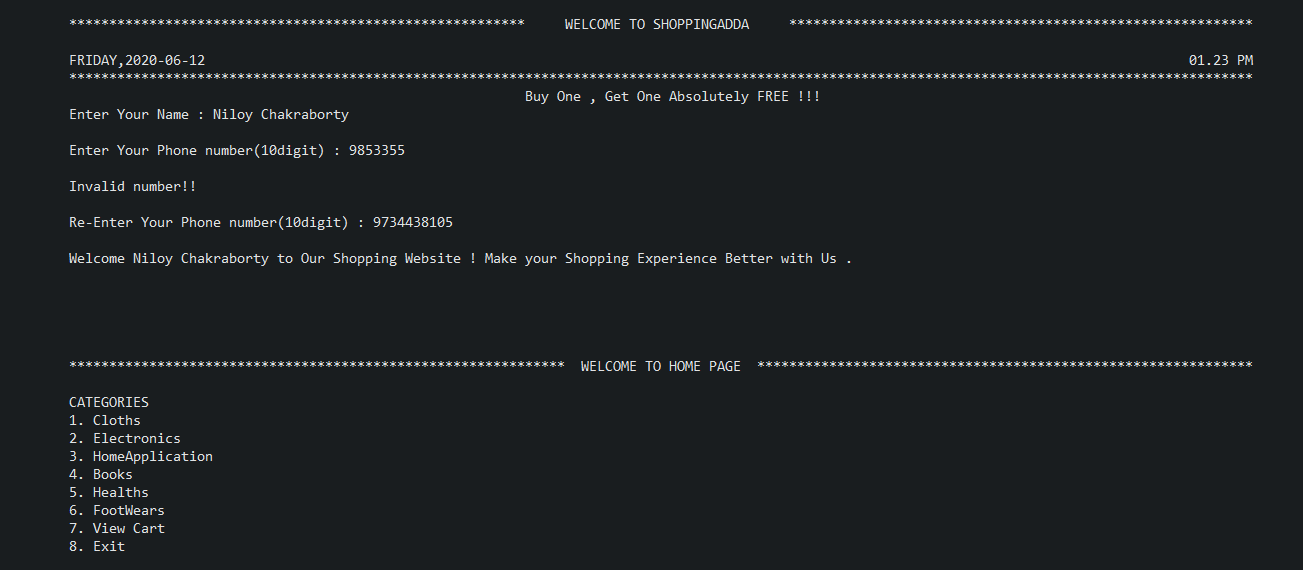 ********************************************************* WELCOME TO SHOPPINGADDA **********************************************************
FRIDAY,2020-06-12 01.23 PM
****************************************************************************************************************************************************
Buy One , Get One Absolutely FREE !!!
Enter Your Name : Niloy Chakraborty
Enter Your Phone number(10digit) : 9853355
Invalid number!!
Re-Enter Your Phone number(10digit) : 9734438105
Welcome Niloy Chakraborty to Our Shopping Website ! Make your Shopping Experience Better with Us .
************************************************************** WELCOME TO HOME PAGE **************************************************************
CATEGORIES
1. Cloths
2. Electronics
3. HomeApplication
4. Books
5. Healths
6. FootWears
7. View Cart
8. Exit